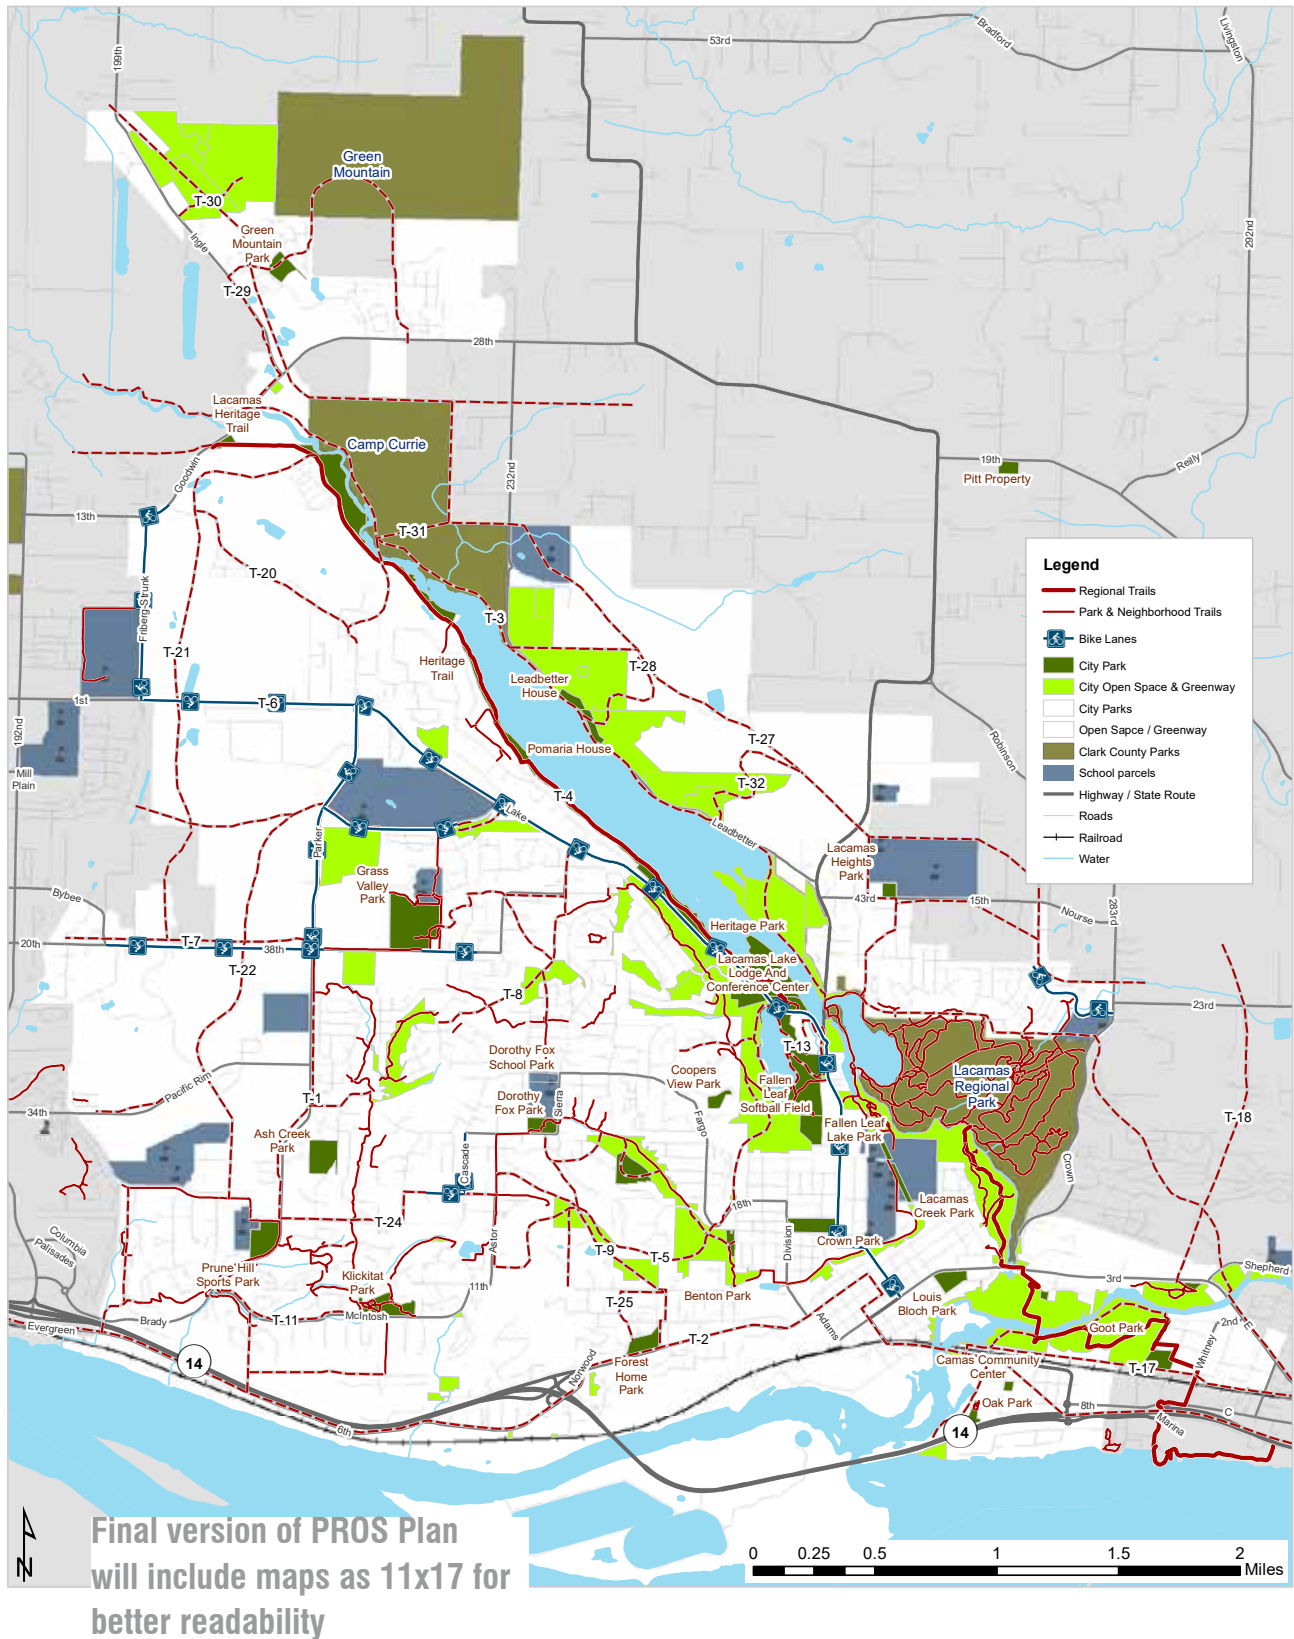 53rd
Bradford
Livingston
199th
Green
Mountain
T-30
Green
Mountain
Park
Ingle
292nd
T-29
28th
Lacamas
Heritage
Trail
Camp Currie
Goodwin
232nd
19th
Reilly
Pitt Property
13th
T-31
T-20
Friberg-Strunk
T-3
T-21
Heritage
Trail
T-28
Leadbetter
House
1st
T-6
192nd
Mill
Plain
Pomaria House
T-27
Robinson
T-32
T-4
Lake
Leadbetter
Parker
Lacamas
Heights
Park
Grass
Valley
Park
Bybee
43rd
15th
Nourse
283rd
Heritage Park
20th
T-7
38th
T-22
Lacamas Lake
Lodge And
Conference Center
T-8
23rd
T-13
Dorothy Fox
School Park
Coopers
View Park
Fallen
Leaf
Softball Field
Lacamas
Regional
Park
Pacific Rim
T-1
Dorothy
Fox Park
Sierra
34th
Fargo
Fallen Leaf
Lake Park
T-18
Ash Creek
Park
Cascade
Crown
18th
Lacamas
Creek Park
T-24
Columbia
Palisades
Astor
Division
Crown Park
T-9
T-5
Prune Hill
Sports Park
Klickitat
Park
11th
Benton Park
3rd
Shepherd
T-25
Louis
Bloch Park
Brady
T-11
McIntosh
Adams
Goot Park
2nd
E
Evergreen
T-2
Whitney
14
Norwood
Forest
Home
Park
Camas Community
Center
T-17
Oak Park
8th
C
6th
14
Marina
Legend
Regional Trails
Park & Neighborhood Trails
Bike Lanes
City Park
City Open Space & Greenway
City Parks
Open Sapce / Greenway
Clark County Parks
School parcels
Highway / State Route
Roads
Railroad
Water
N
Final version of PROS Plan
will include maps as 11x17 for
better readability
0 0.25 0.5 1 1.5 2
Miles